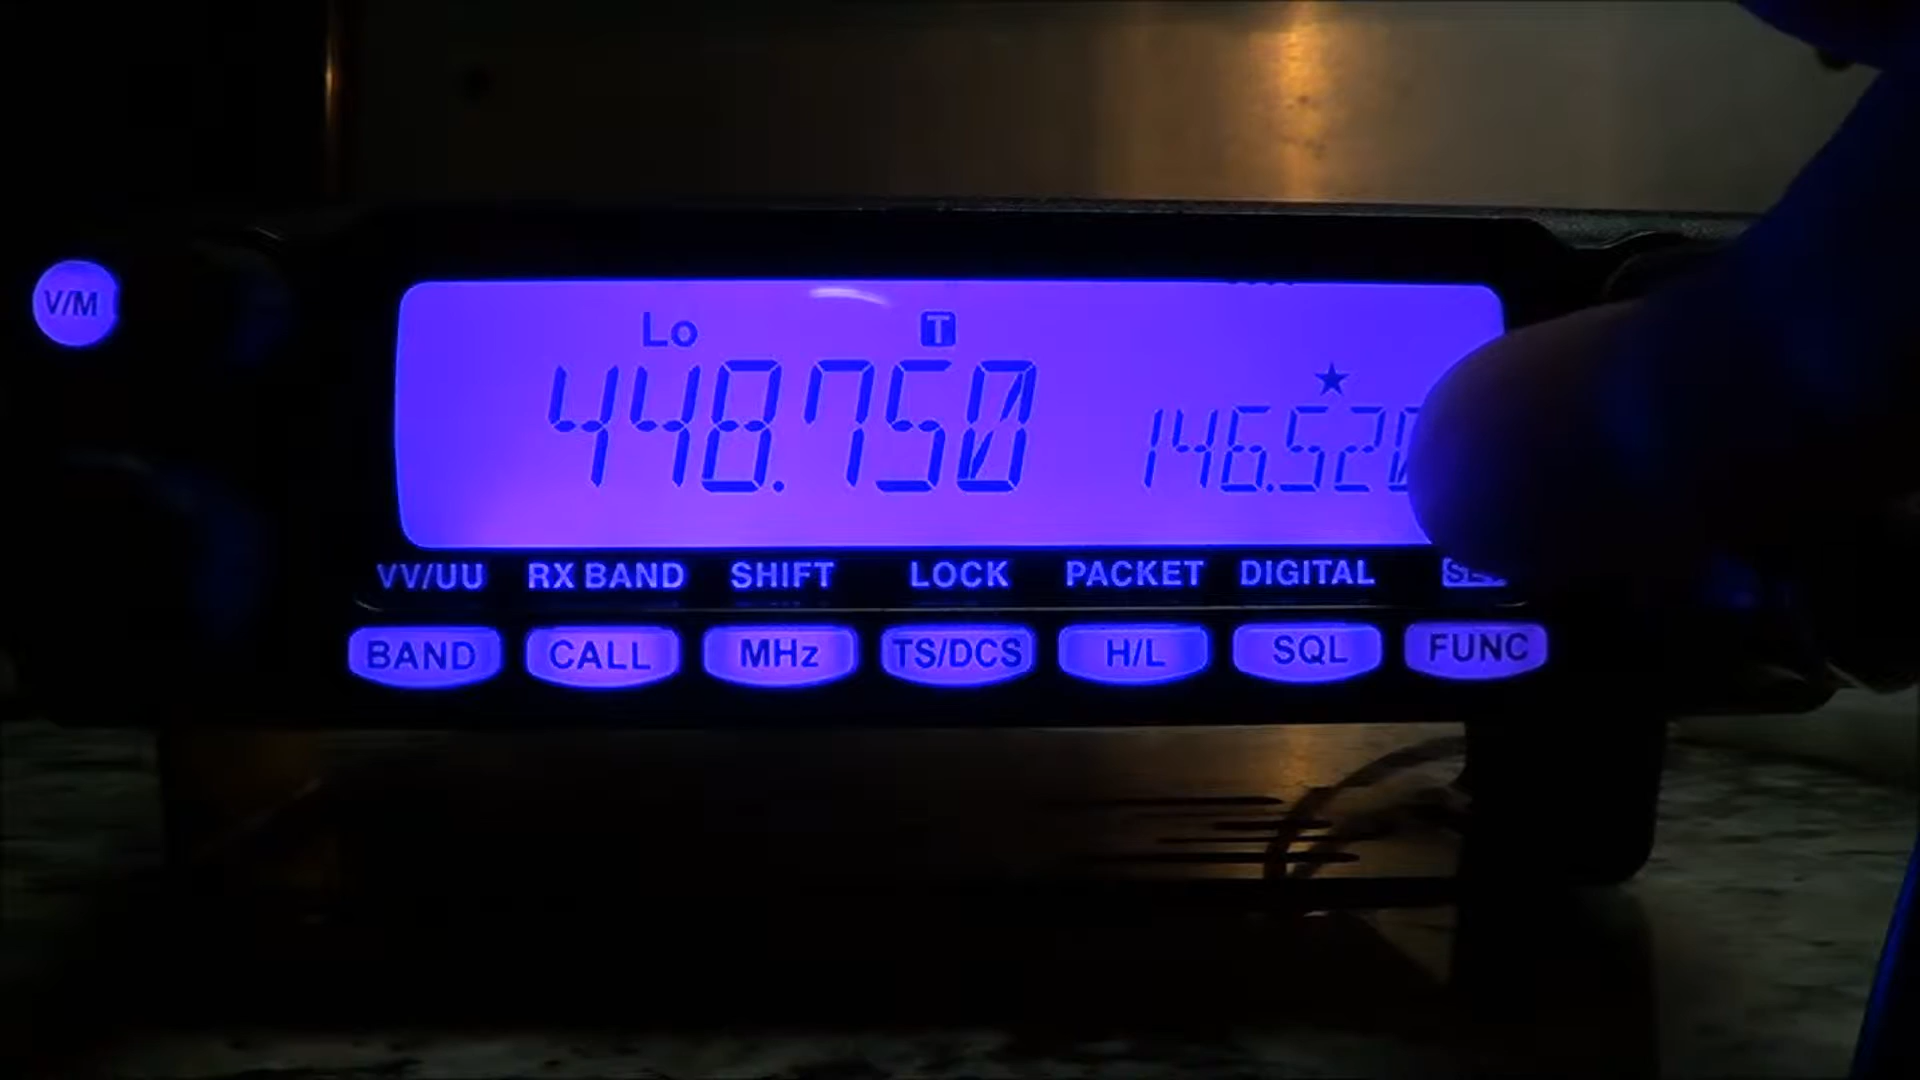 V/M
Lo T
448.750 146.520
VV/UU RX BAND SHIFT LOCK PACKET DIGITAL
BAND CALL MHz TS/DCS H/L SQL FUNC